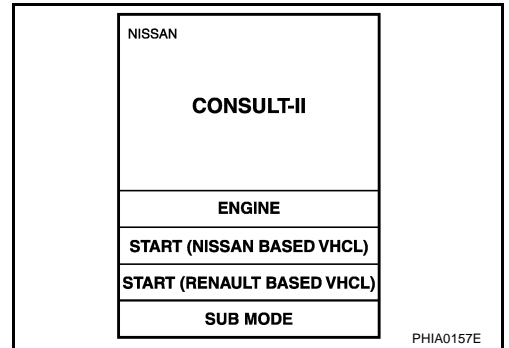 NISSAN
CONSULT-II
ENGINE
START (NISSAN BASED VHCL)
START (RENAULT BASED VHCL)
SUB MODE
PHIA0157E